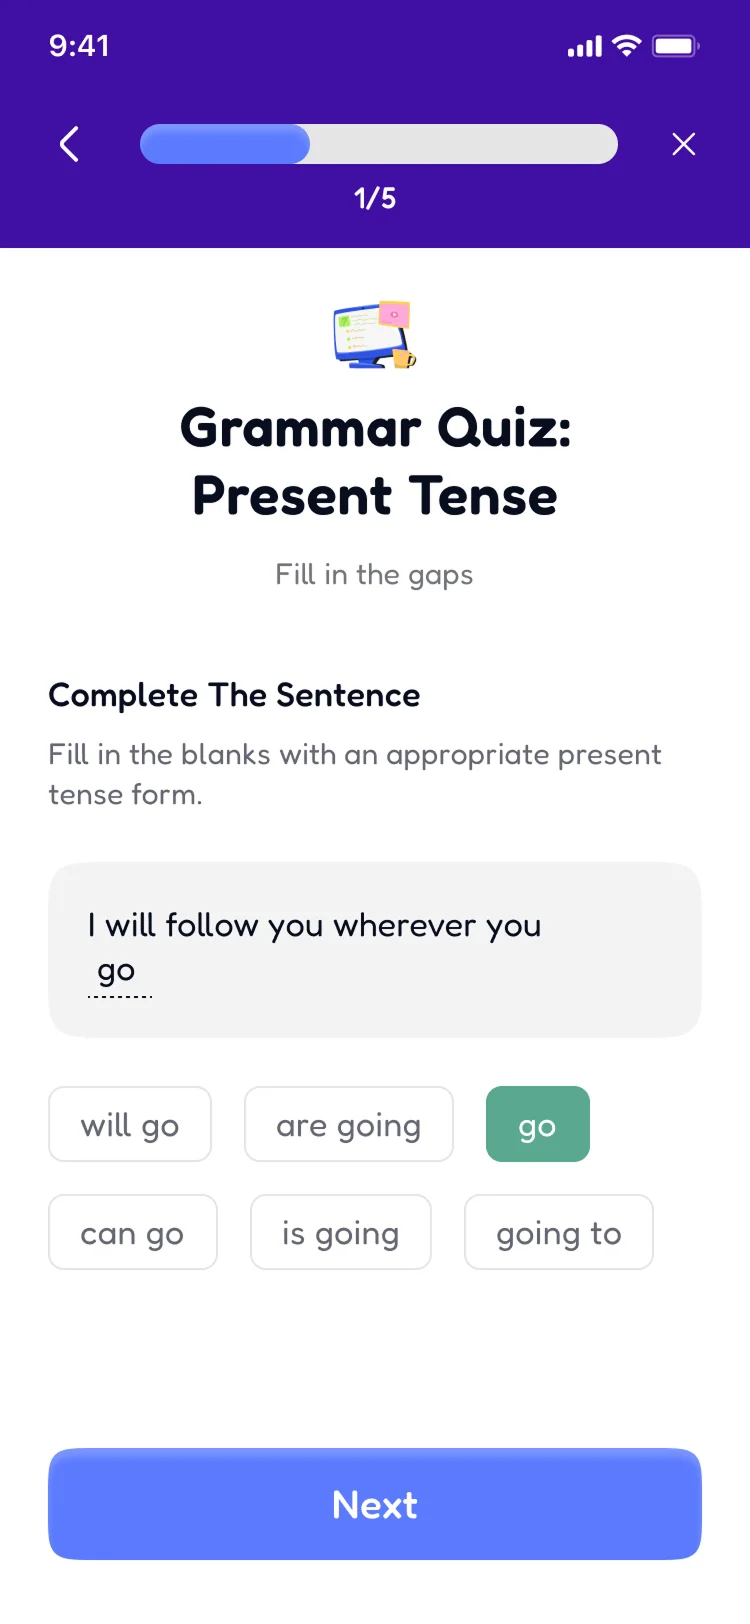 9:41
1/5
Grammar Quiz:
Present Tense
Fill in the gaps
Complete The Sentence
Fill in the blanks with an appropriate present
tense form.
I will follow you wherever you
go
will go
are going
go
can go
is going
going to
Next